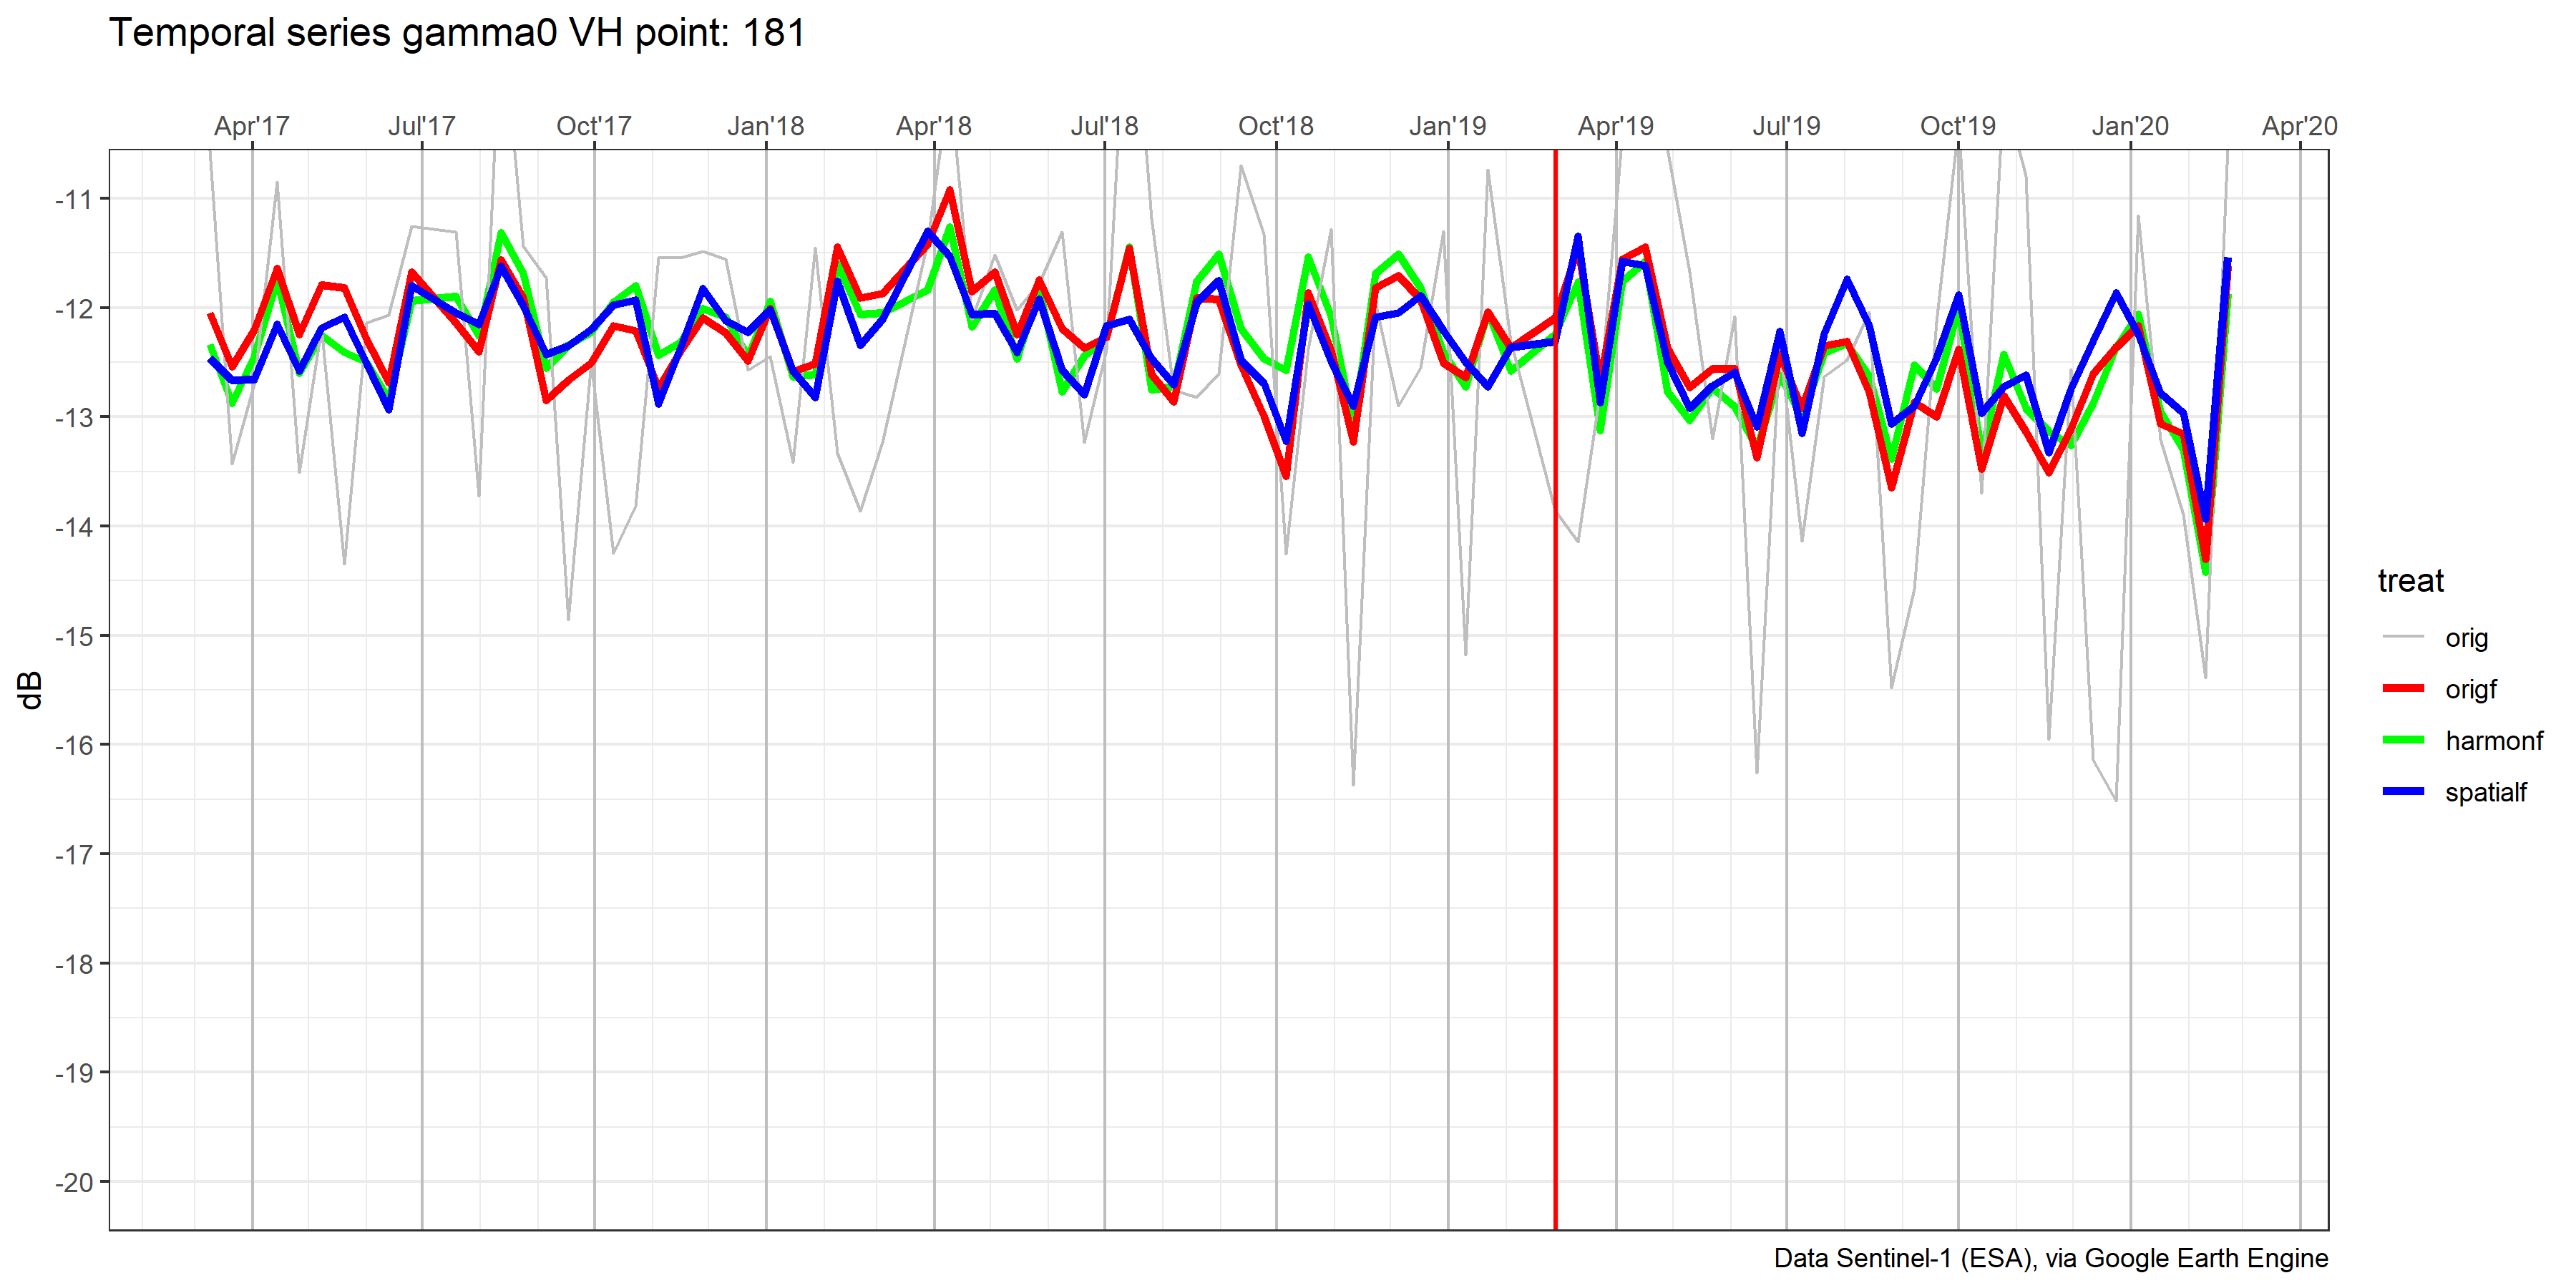 Temporal series gamma0 VH point: 181
Apr'17 Jul'17 Oct'17 Jan'18 Apr'18 Jul'18 Oct'18 Jan'19 Apr'19 Jul'19 Oct'19 Jan'20 Apr'20
-11
-12
-13
-14
-15
-16
-17
-18
-19
-20
dB
treat
orig
origf
harmonf
spatialf
Data Sentinel-1 (ESA), via Google Earth Engine